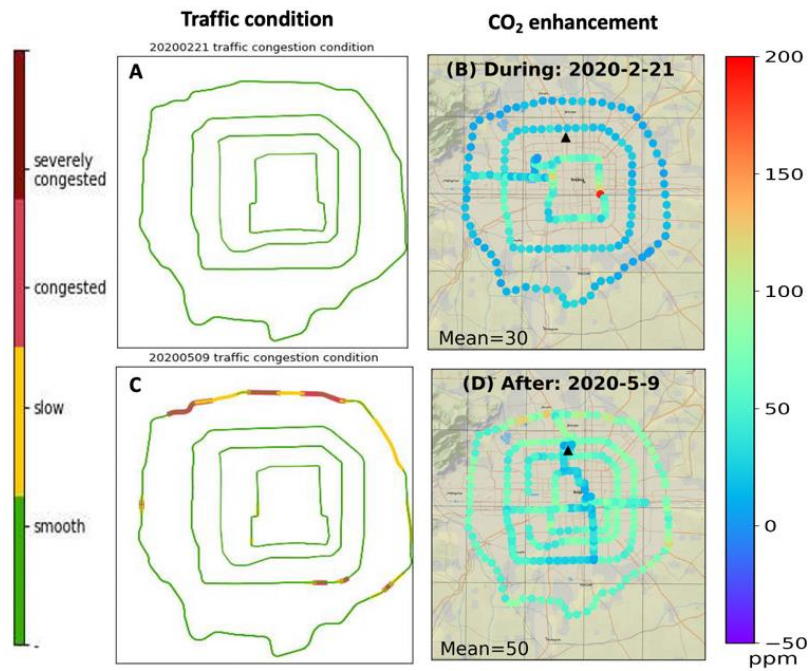 Traffic condition
CO₂ enhancement
20200221 traffic congestion condition
A
(B) During: 2020-2-21
Mean=30
20200509 traffic congestion condition
C
(D) After: 2020-5-9
Mean=50
severely
congested
congested
slow
smooth
-
200
150
100
50
0
−50
ppm